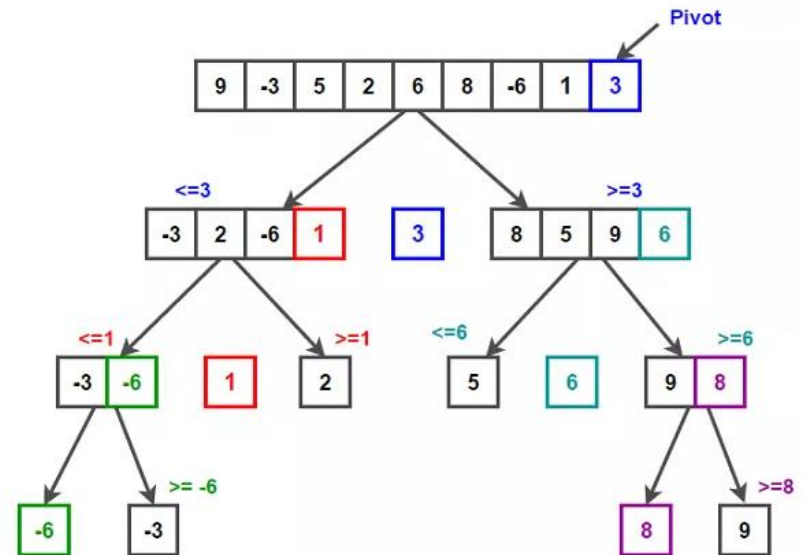 Pivot
9 -3 5 2 6 8 -6 1 3
<=3 >=3
-3 2 -6 1 3 8 5 9 6
<=1 >=1 <=6 >=6
-3 -6 1 2 5 6 9 8
>= -6 >=8
-6 -3 8 9